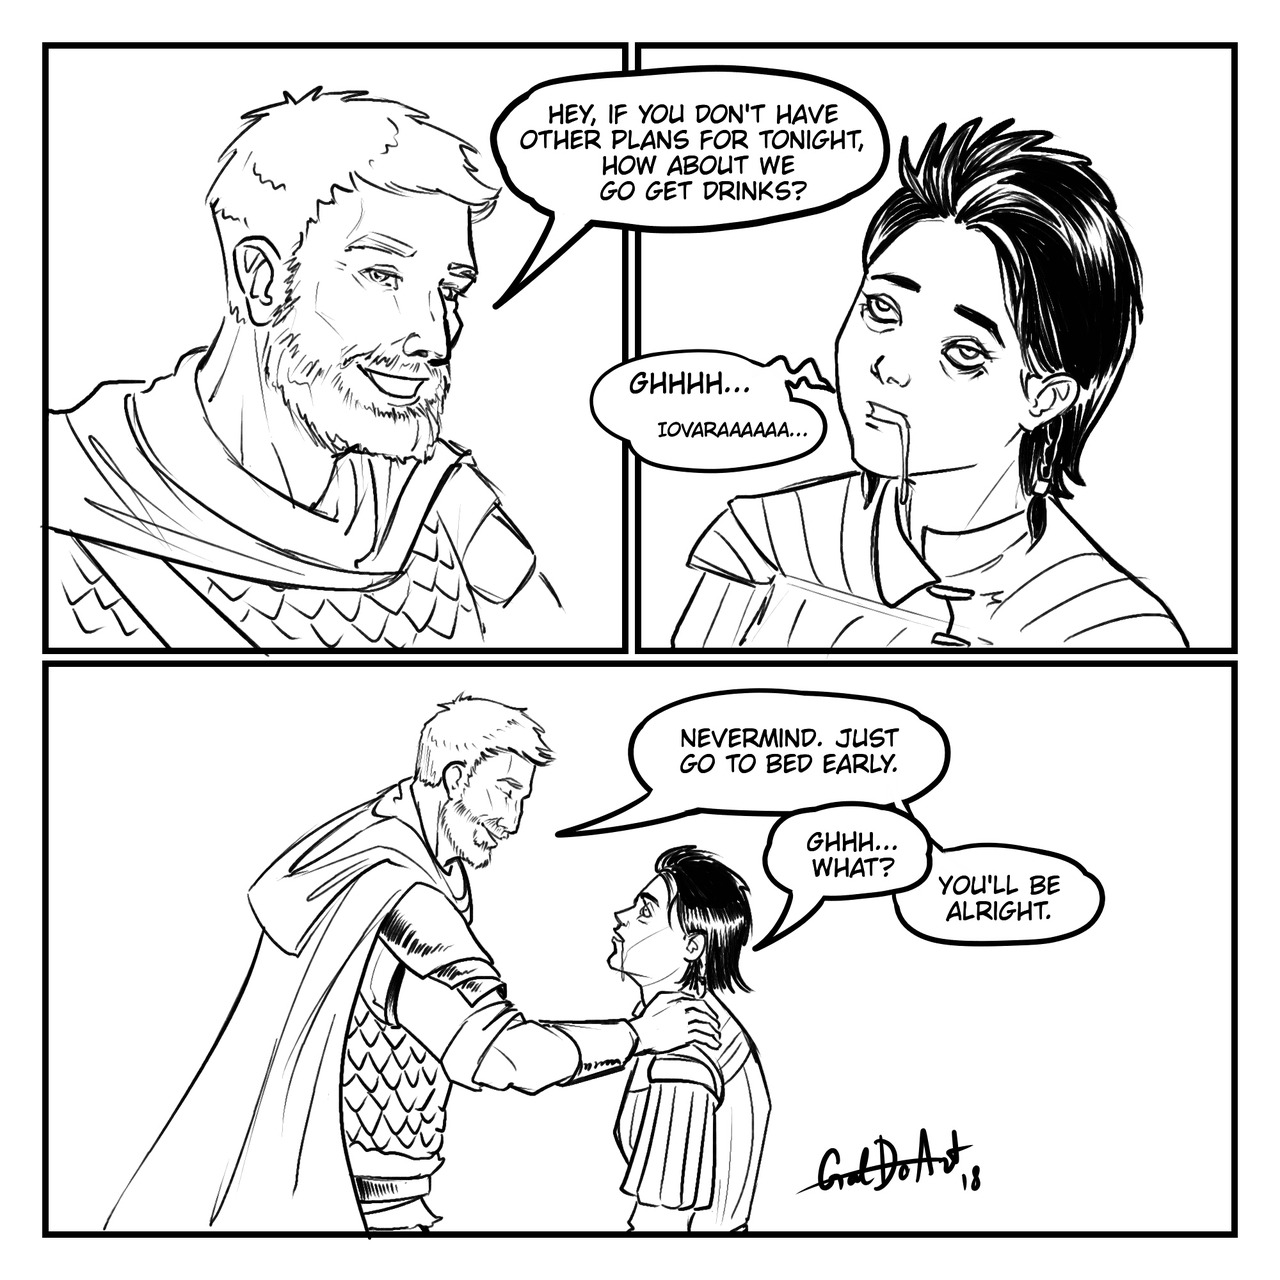 HEY, IF YOU DON'T HAVE
OTHER PLANS FOR TONIGHT,
HOW ABOUT WE
GO GET DRINKS?
GHHHH...
IOVARAAAAAA...
NEVERMIND. JUST
GO TO BED EARLY.
GHHH...
WHAT?
YOU'LL BE
ALRIGHT.
18